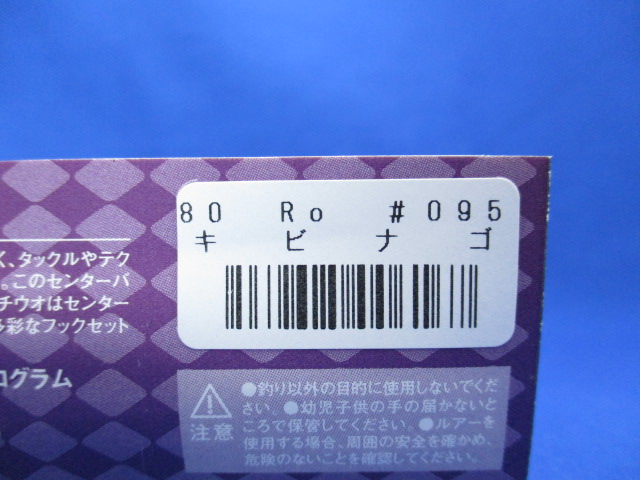 80 Ro #095
キビナゴ
く、タックルやテク
。このセンターバ
チウオはセンター
多彩なフックセット
ログラム
注意
●釣り以外の目的に使用しないでくだ
さい。●幼児子供の手の届かないと
ころで保管してください。●ルアーを
使用する場合、周囲の安全を確かめ、
危険のないことを確認してください。